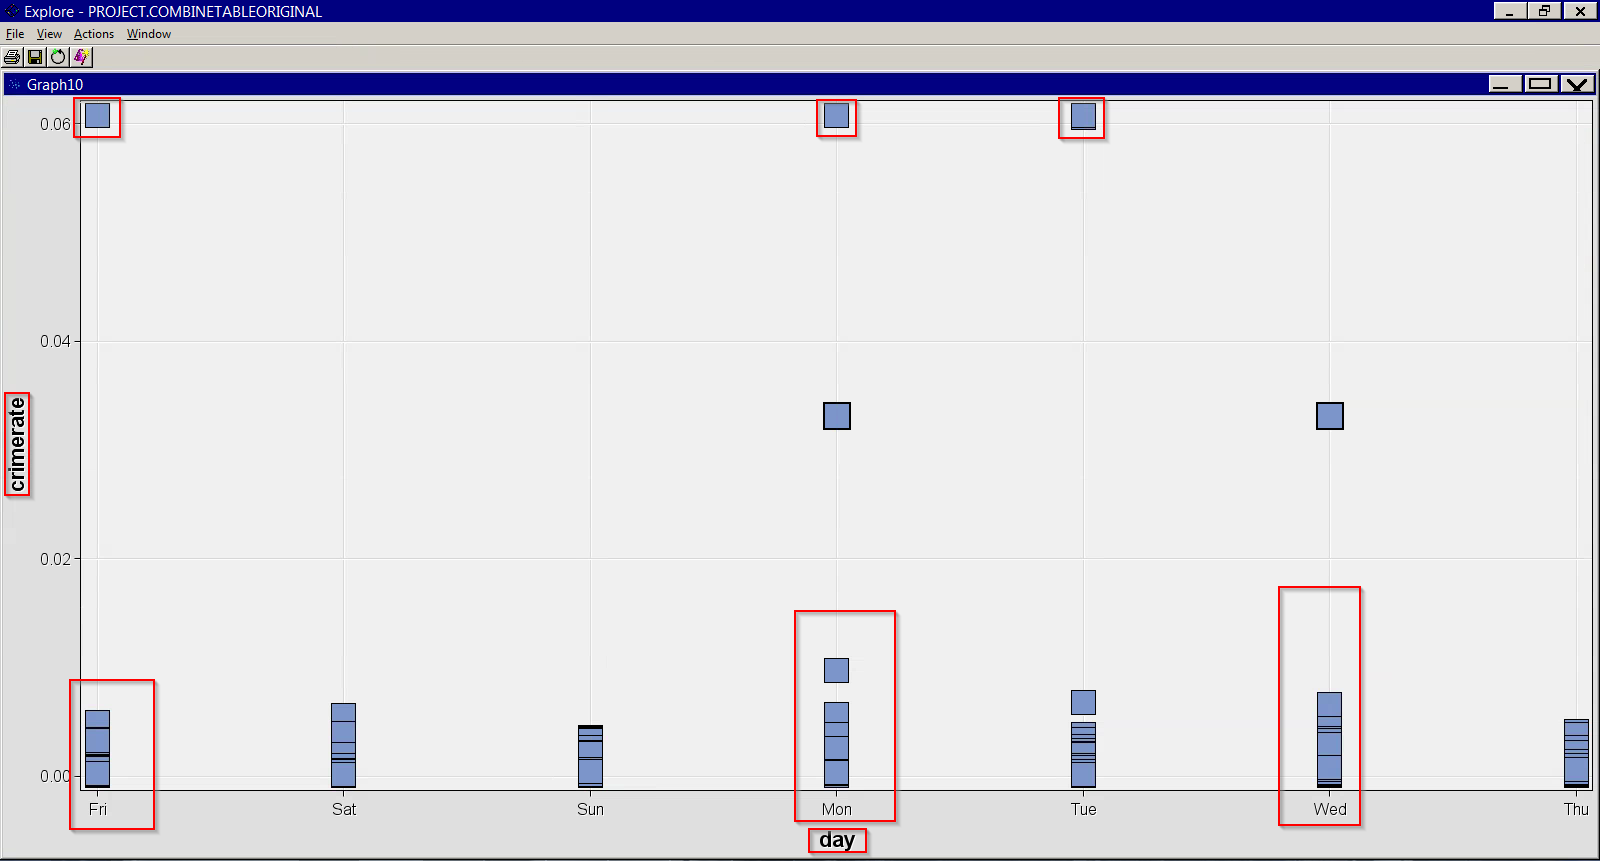 Explore - PROJECT.COMBINETABLEORIGINAL
File View Actions Window
Graph10
0.06
0.04
crimerate
0.02
0.00
Fri Sat Sun Mon Tue Wed Thu
day